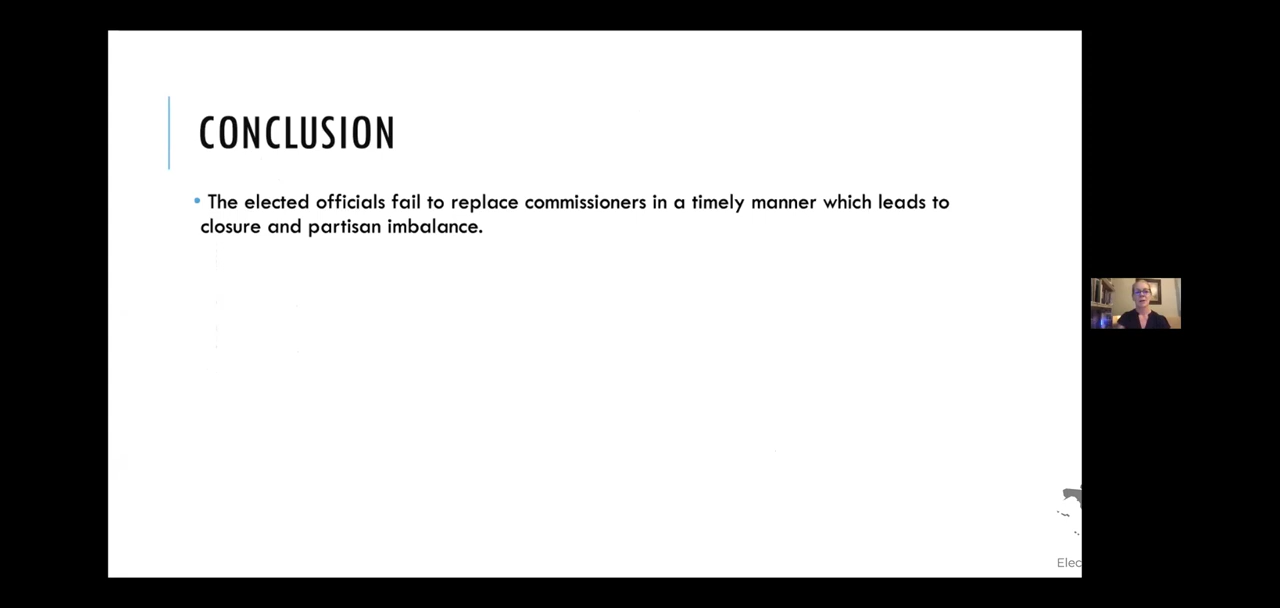 CONCLUSION
• The elected officials fail to replace commissioners in a timely manner which leads to
closure and partisan imbalance.
Elec